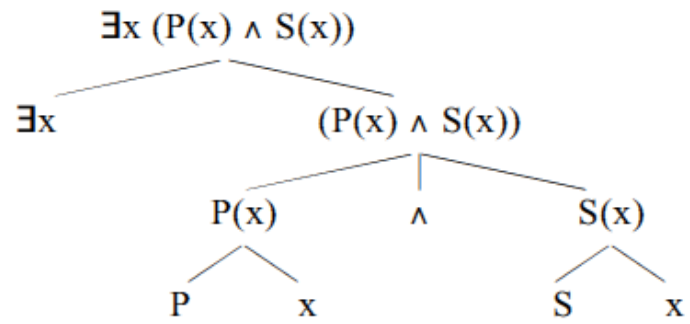 ∃x (P(x) ∧ S(x))
∃x (P(x) ∧ S(x))
P(x) ∧ S(x)
P x S x